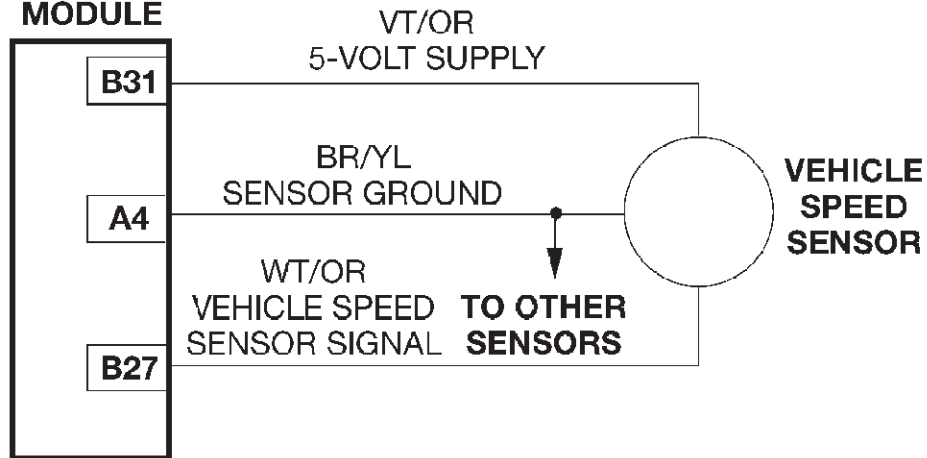 MODULE
B31
VT/OR
5-VOLT SUPPLY
A4
BR/YL
SENSOR GROUND
VEHICLE
SPEED
SENSOR
WT/OR
VEHICLE SPEED
SENSOR SIGNAL
TO OTHER
SENSORS
B27